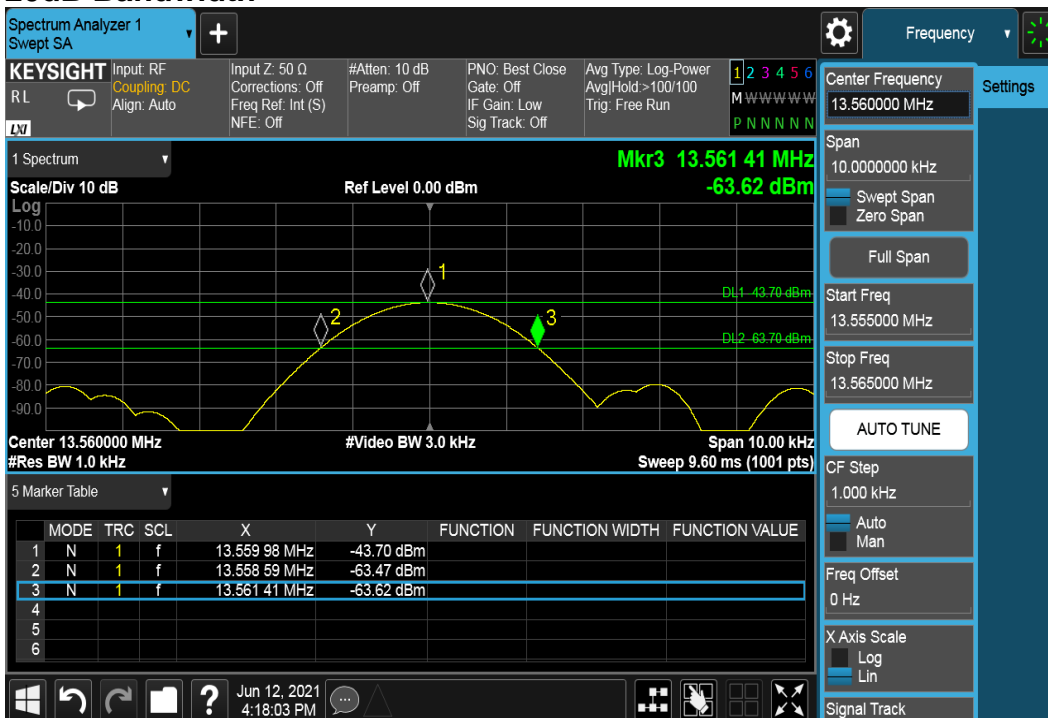 20dB Bandwidth
Spectrum Analyzer 1
Swept SA
Frequency
KEYSIGHT
RL
LXI
Input: RF
Coupling: DC
Align: Auto
Input Z: 50 Ω
Corrections: Off
Freq Ref: Int (S)
NFE: Off
#Atten: 10 dB
Preamp: Off
PNO: Best Close
Gate: Off
IF Gain: Low
Sig Track: Off
Avg Type: Log-Power
Avg|Hold:>100/100
Trig: Free Run
1 2 3 4 5 6
M W W W W W
P N N N N N
1 Spectrum
Mkr3 13.561 41 MHz
Scale/Div 10 dB Ref Level 0.00 dBm -63.62 dBm
Log
-10.0
-20.0
-30.0
-40.0
-50.0
-60.0
-70.0
-80.0
-90.0
1
2
3
DL1 -43.70 dBm
DL2 -63.70 dBm
Center 13.560000 MHz #Video BW 3.0 kHz Span 10.00 kHz
#Res BW 1.0 kHz Sweep 9.60 ms (1001 pts)
5 Marker Table
MODE TRC SCL X Y FUNCTION FUNCTION WIDTH FUNCTION VALUE
1 N 1 f 13.559 98 MHz -43.70 dBm
2 N 1 f 13.558 59 MHz -63.47 dBm
3 N 1 f 13.561 41 MHz -63.62 dBm
4
5
6
Jun 12, 2021
4:18:03 PM
Center Frequency
13.560000 MHz
Settings
Span
10.0000000 kHz
Swept Span
Zero Span
Full Span
Start Freq
13.555000 MHz
Stop Freq
13.565000 MHz
AUTO TUNE
CF Step
1.000 kHz
Auto
Man
Freq Offset
0 Hz
X Axis Scale
Log
Lin
Signal Track